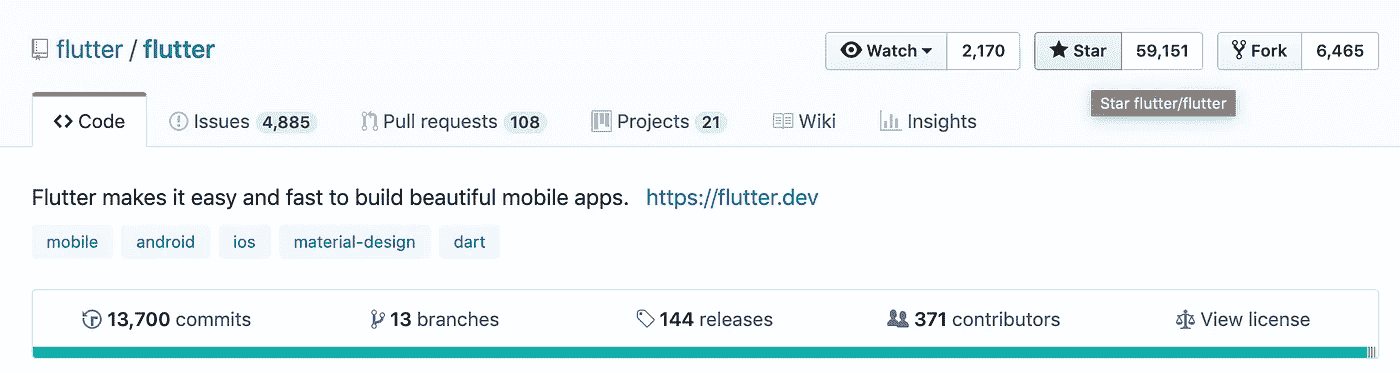 flutter / flutter
Watch 2,170 Star 59,151 Fork 6,465
Star flutter/flutter
Code Issues 4,885 Pull requests 108 Projects 21 Wiki Insights
Flutter makes it easy and fast to build beautiful mobile apps. https://flutter.dev
mobile android ios material-design dart
13,700 commits 13 branches 144 releases 371 contributors View license